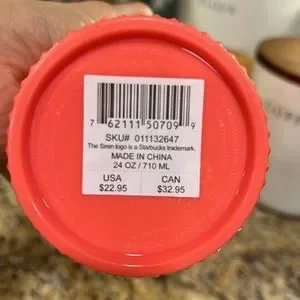 7 62111 50709 9
SKU# 011132647
The Siren logo is a Starbucks trademark.
MADE IN CHINA
24 OZ / 710 ML
USA CAN
$22.95 $32.95